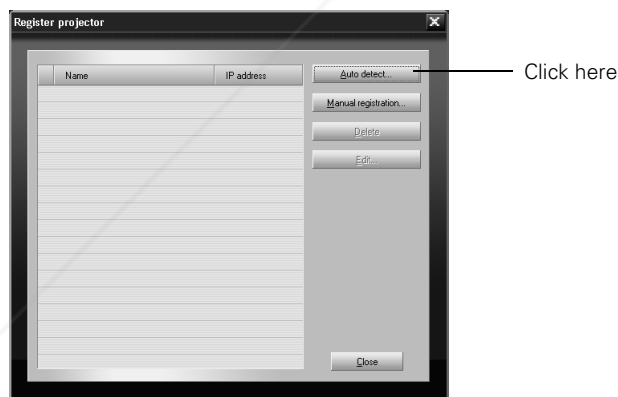 Register projector
Name IP address
Auto detect...
Click here
Manual registration...
Delete
Edit...
Close